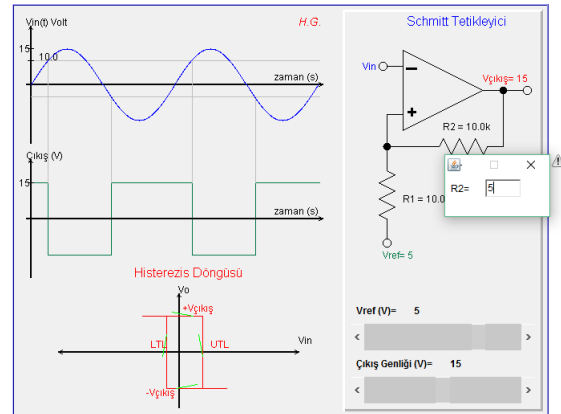 Vin(t) Volt
H.G.
15
10.0
zaman (s)
Çıkış (V)
15
zaman (s)
Histerezis Döngüsü
Vo
+Vçıkış
LTL
UTL
Vin
-Vçıkış
Schmitt Tetikleyici
Vin
Vçıkış= 15
R2 = 10.0k
R2= 5
R1 = 10.0
Vref= 5
Vref (V)= 5
Çıkış Genliği (V)= 15